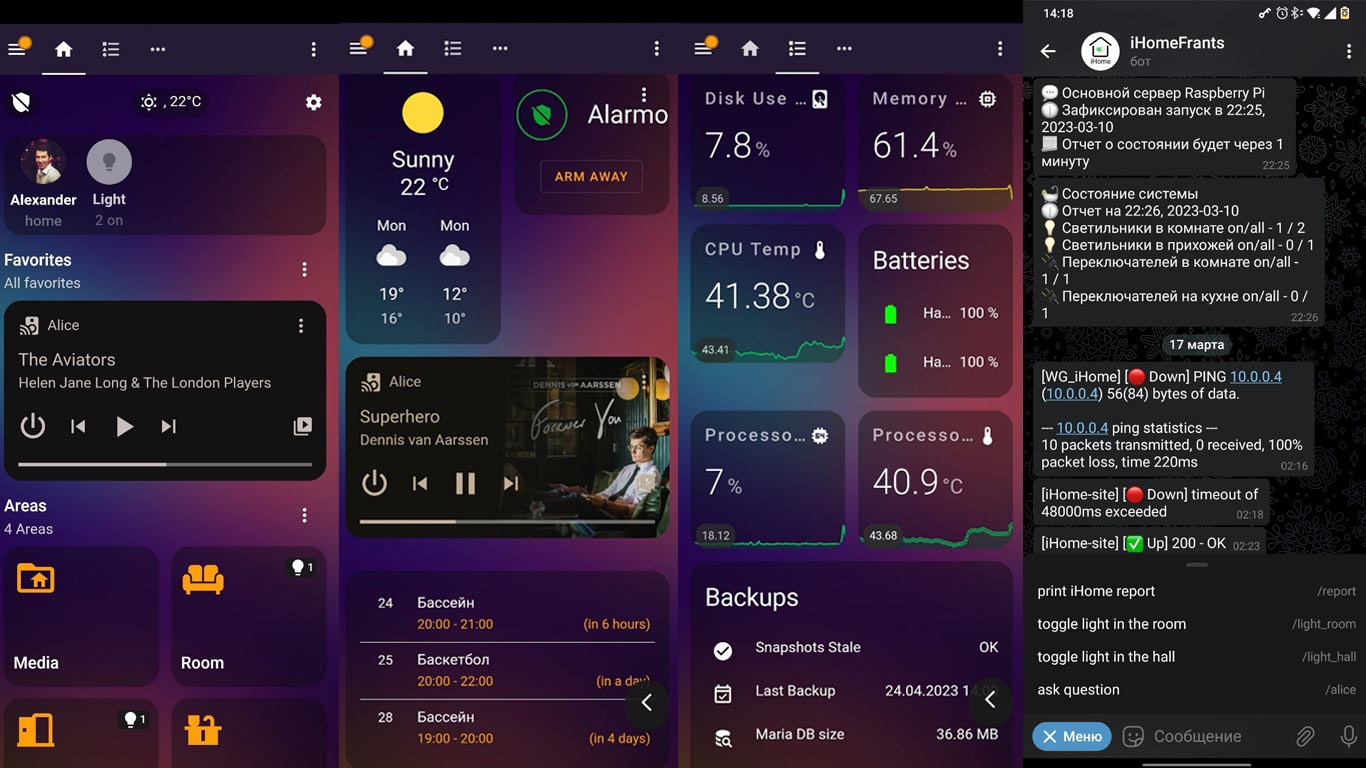 , 22°C
Alexander
home
Light
2 on
Favorites
All favorites
Alice
The Aviators
Helen Jane Long & The London Players
Areas
4 Areas
1
Media
Room
1
Sunny
22 °C
Mon
Mon
19°
12°
16°
10°
Alarmo
ARM AWAY
Alice
Superhero
Dennis van Aarssen
DENNIS VAN AARSSEN
Forever You
24 Бассейн
20:00 - 21:00 (in 6 hours)
25 Баскетбол
20:00 - 22:00 (in a day)
28 Бассейн
19:00 - 20:00 (in 4 days)
Disk Use ...
7.8 %
8.56
Memory ...
61.4 %
67.65
CPU Temp
41.38 °C
43.41
Batteries
Ha... 100 %
Ha... 100 %
Processo...
7 %
18.12
Processo...
40.9 °C
43.68
Backups
Snapshots Stale OK
Last Backup 24.04.2023
Maria DB size 36.86 MB
14:18
iHome
iHomeFrants
бот
Основной сервер Raspberry Pi
Зафиксирован запуск в 22:25,
2023-03-10
Отчет о состоянии будет через 1
минуту
22:25
Состояние системы
Отчет на 22:26, 2023-03-10
Светильники в комнате on/all - 1 / 2
Светильники в прихожей on/all - 0 / 1
Переключателей в комнате on/all -
1 / 1
Переключателей на кухне on/all - 0 /
1
22:26
17 марта
[WG_iHome] [🔴 Down] PING 10.0.0.4
(10.0.0.4) 56(84) bytes of data.
--- 10.0.0.4 ping statistics ---
10 packets transmitted, 0 received, 100%
packet loss, time 220ms
02:16
[iHome-site] [🔴 Down] timeout of
48000ms exceeded
02:18
[iHome-site] [✅ Up] 200 - OK 02:23
print iHome report /report
toggle light in the room /light_room
toggle light in the hall /light_hall
ask question /alice
Меню
Сообщение